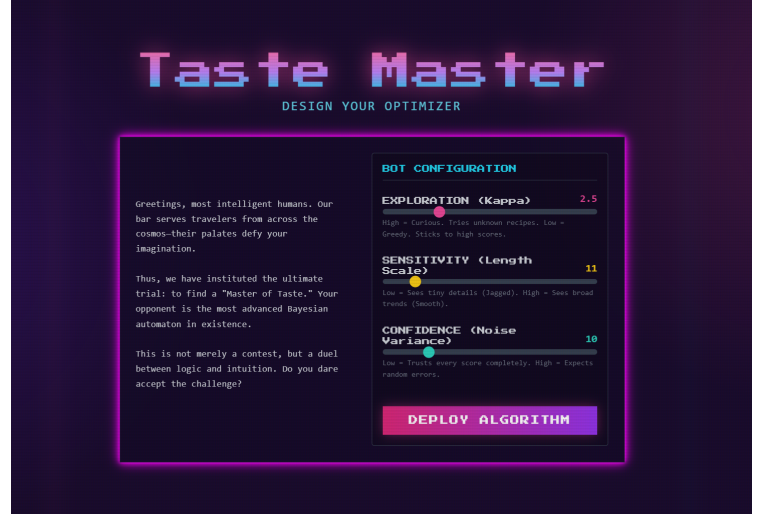 Taste Master
DESIGN YOUR OPTIMIZER
Greetings, most intelligent humans. Our
bar serves travelers from across the
cosmos—their palates defy your
imagination.
Thus, we have instituted the ultimate
trial: to find a "Master of Taste." Your
opponent is the most advanced Bayesian
automaton in existence.
This is not merely a contest, but a duel
between logic and intuition. Do you dare
accept the challenge?
BOT CONFIGURATION
EXPLORATION (Kappa) 2.5
High = Curious. Tries unknown recipes. Low =
Greedy. Sticks to high scores.
SENSITIVITY (Length
Scale) 11
Low = Sees tiny details (Jagged). High = Sees broad
trends (Smooth).
CONFIDENCE (Noise
Variance) 10
Low = Trusts every score completely. High = Expects
random errors.
DEPLOY ALGORITHM